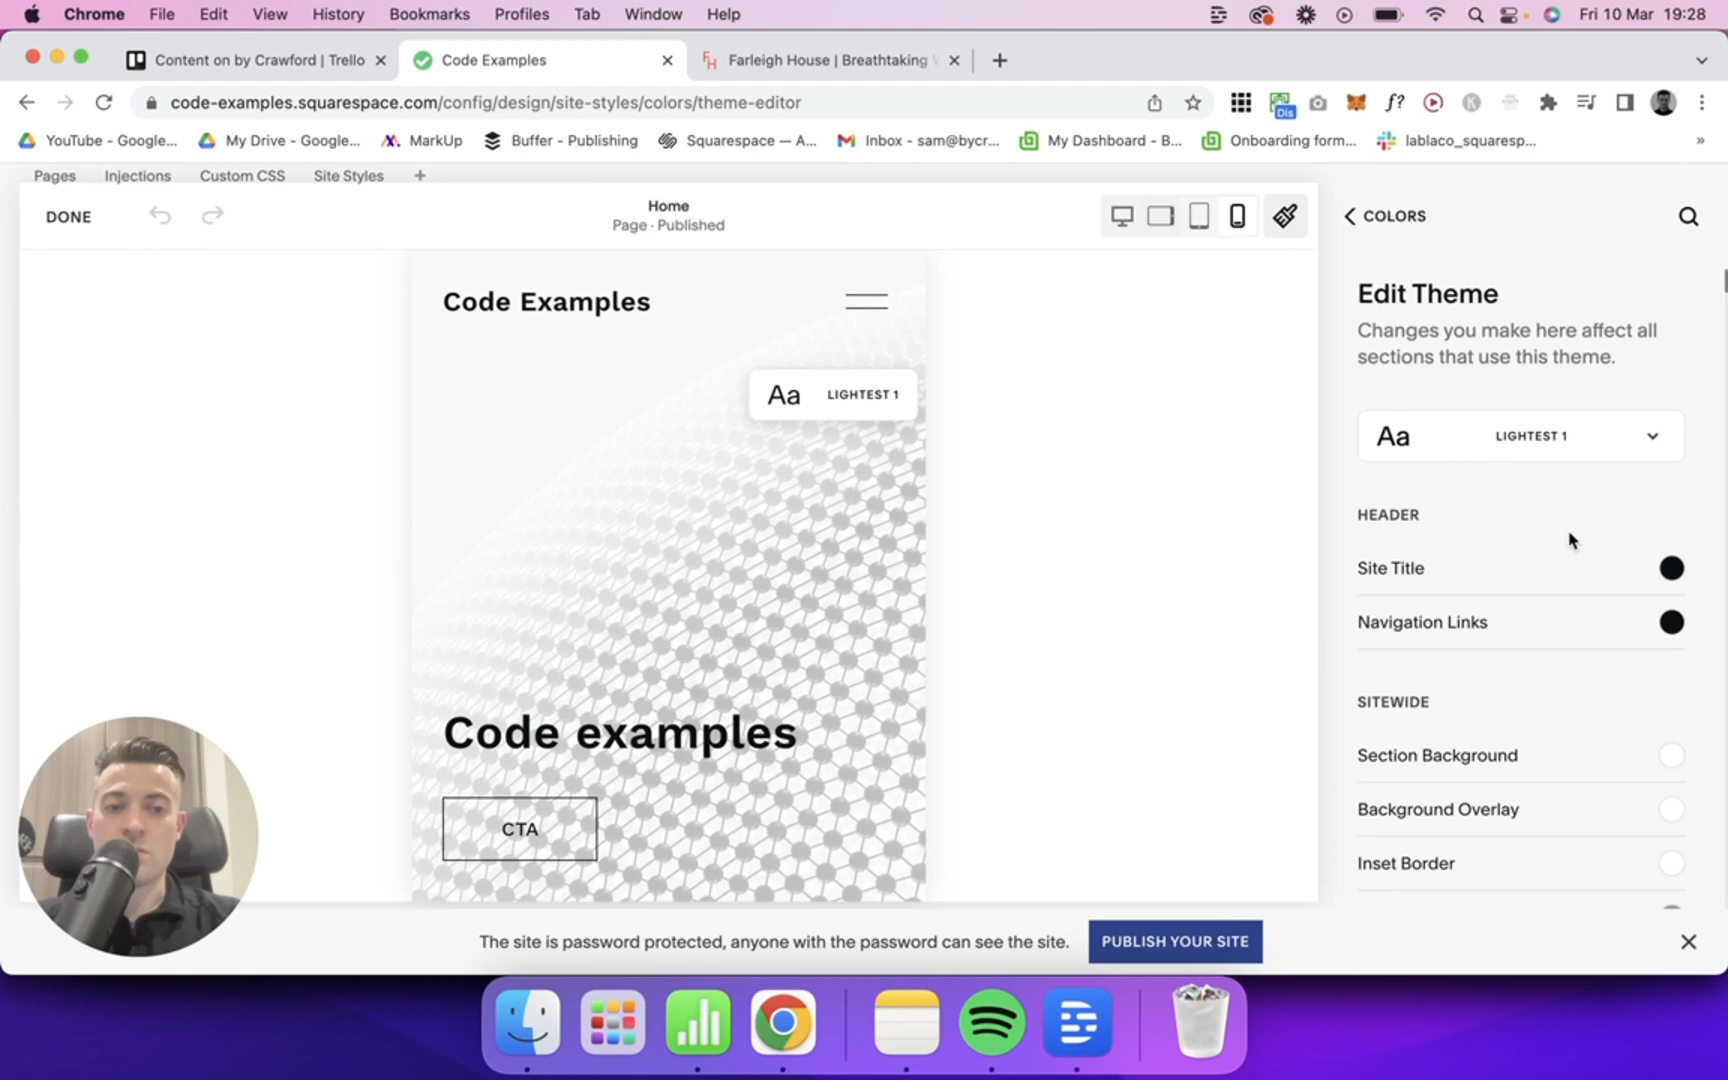 Chrome File Edit View History Bookmarks Profiles Tab Window Help Fri 10 Mar 19:28
Content on by Crawford | Trello Code Examples Farleigh House | Breathtaking
code-examples.squarespace.com/config/design/site-styles/colors/theme-editor f? Dis
YouTube - Google... My Drive - Google... MarkUp Buffer - Publishing Squarespace — A... Inbox - sam@bycr... My Dashboard - B... Onboarding form... lablaco_squaresp... »
Pages Injections Custom CSS Site Styles +
DONE
Home
Page · Published
COLORS
Code Examples
Aa LIGHTEST 1
Code examples
CTA
Edit Theme
Changes you make here affect all
sections that use this theme.
Aa LIGHTEST 1
HEADER
Site Title
Navigation Links
SITEWIDE
Section Background
Background Overlay
Inset Border
The site is password protected, anyone with the password can see the site. PUBLISH YOUR SITE